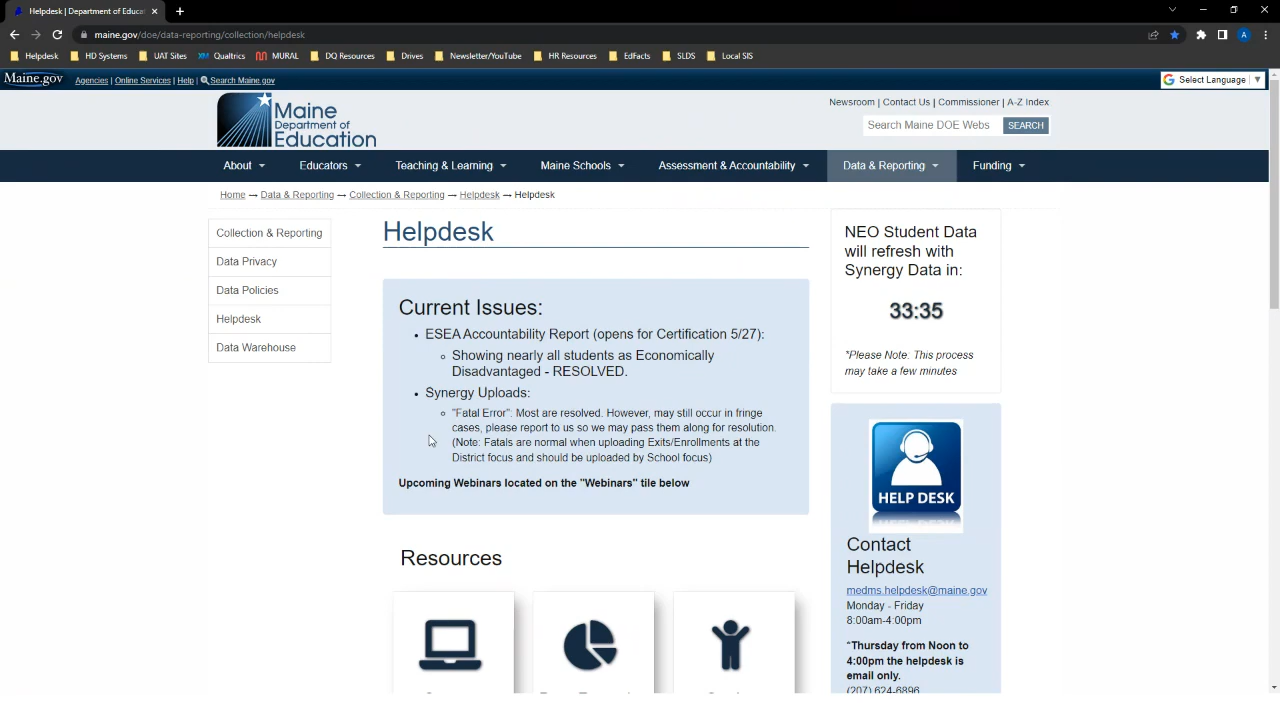 Helpdesk | Department of Educat
maine.gov/doe/data-reporting/collection/helpdesk
A
Helpdesk
HD Systems
UAT Sites
Qualtrics
MURAL
DQ Resources
Drives
Newsletter/YouTube
HR Resources
EdFacts
SLDS
Local SIS
Maine.gov
Agencies | Online Services | Help | Search Maine.gov
Select Language
Maine
Department of
Education
Newsroom | Contact Us | Commissioner | A-Z Index
Search Maine DOE Webs
SEARCH
About
Educators
Teaching & Learning
Maine Schools
Assessment & Accountability
Data & Reporting
Funding
Home → Data & Reporting → Collection & Reporting → Helpdesk → Helpdesk
Collection & Reporting
Data Privacy
Data Policies
Helpdesk
Data Warehouse
Helpdesk
Current Issues:
ESEA Accountability Report (opens for Certification 5/27):
Showing nearly all students as Economically
Disadvantaged - RESOLVED.
Synergy Uploads:
"Fatal Error": Most are resolved. However, may still occur in fringe
cases, please report to us so we may pass them along for resolution.
(Note: Fatals are normal when uploading Exits/Enrollments at the
District focus and should be uploaded by School focus)
Upcoming Webinars located on the "Webinars" tile below
Resources
NEO Student Data
will refresh with
Synergy Data in:
33:35
*Please Note: This process
may take a few minutes
HELP DESK
Contact
Helpdesk
medms.helpdesk@maine.gov
Monday - Friday
8:00am-4:00pm
*Thursday from Noon to
4:00pm the helpdesk is
email only.
(207) 624-6896